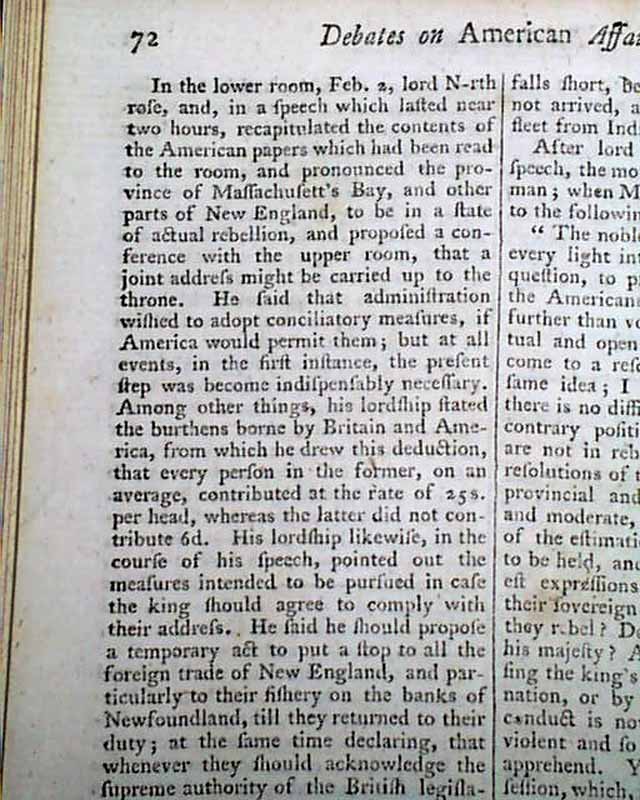 72 Debates on American
In the lower room, Feb. 2, lord N-rth
rose, and, in a ſpeech which laſted near
two hours, recapitulated the contents of
the American papers which had been read
to the room, and pronounced the pro-
vince of Maſſachuſett's Bay, and other
parts of New England, to be in a ſtate
of actual rebellion, and propoſed a con-
ference with the upper room, that a
joint addreſs might be carried up to the
throne. He ſaid that adminiſtration
wiſhed to adopt conciliatory meaſures, if
America would permit them; but at all
events, in the firſt inſtance, the preſent
ſtep was become indiſpenſably neceſſary.
Among other things, his lordſhip ſtated
the burthens borne by Britain and Ame-
rica, from which he drew this deduction,
that every perſon in the former, on an
average, contributed at the rate of 25s.
per head, whereas the latter did not con-
tribute 6d. His lordſhip likewiſe, in the
courſe of his ſpeech, pointed out the
meaſures intended to be purſued in caſe
the king ſhould agree to comply with
their addreſs. He ſaid he ſhould propoſe
a temporary act to put a ſtop to all the
foreign trade of New England, and par-
ticularly to their fiſhery on the banks of
Newfoundland, till they returned to their
duty; at the ſame time declaring, that
whenever they ſhould acknowledge the
ſupreme authority of the Britiſh legiſla-
falls ſhort,
not arrived,
fleet from
After lord
ſpeech, the
man; when
to the
" The
every light
queſtion, to
the American
further than
tual and open
come to a
ſame idea; I
there is no
contrary
are not in
reſolutions of
provincial and
and moderate,
of the
to be held,
eſt expreſſions
their ſovereign
they rebel?
his majeſty?
ſing the king's
nation, or by
conduct is
violent and
apprehend.
ſeſſion, which,